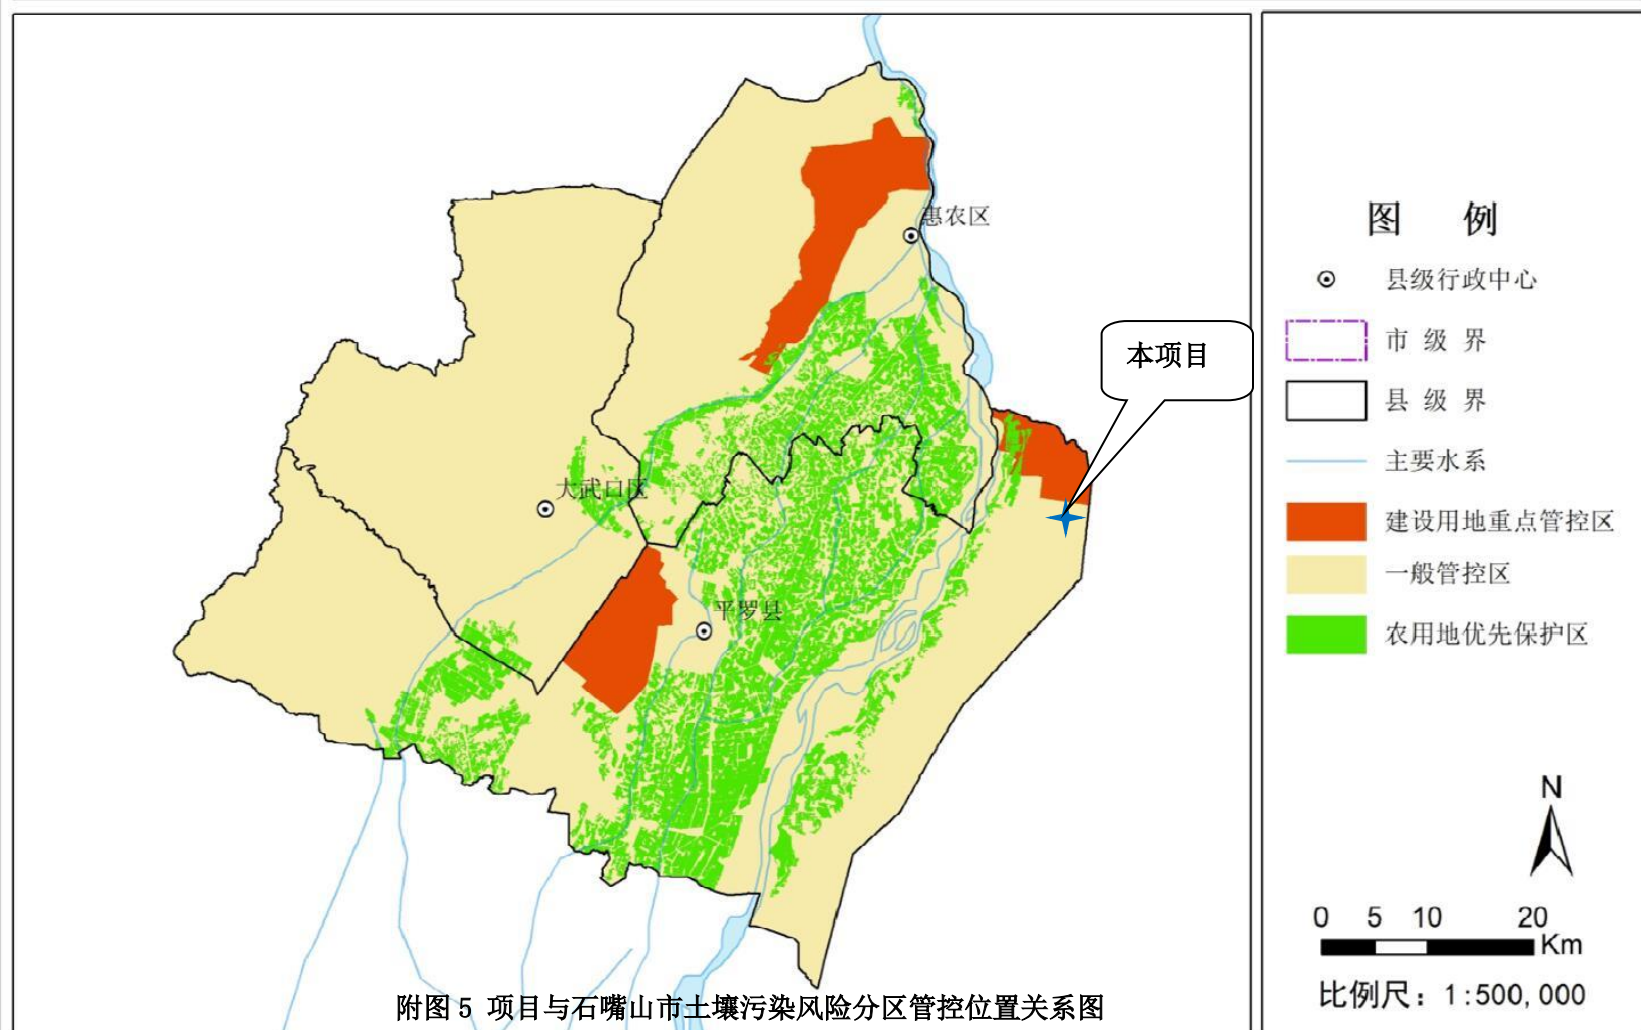 惠农区
本项目
大武口区
平罗县
图 例
县级行政中心
市 级 界
县 级 界
主要水系
建设用地重点管控区
一般管控区
农用地优先保护区
N
0 5 10 20
Km
比例尺：1:500,000
附图 5 项目与石嘴山市土壤污染风险分区管控位置关系图